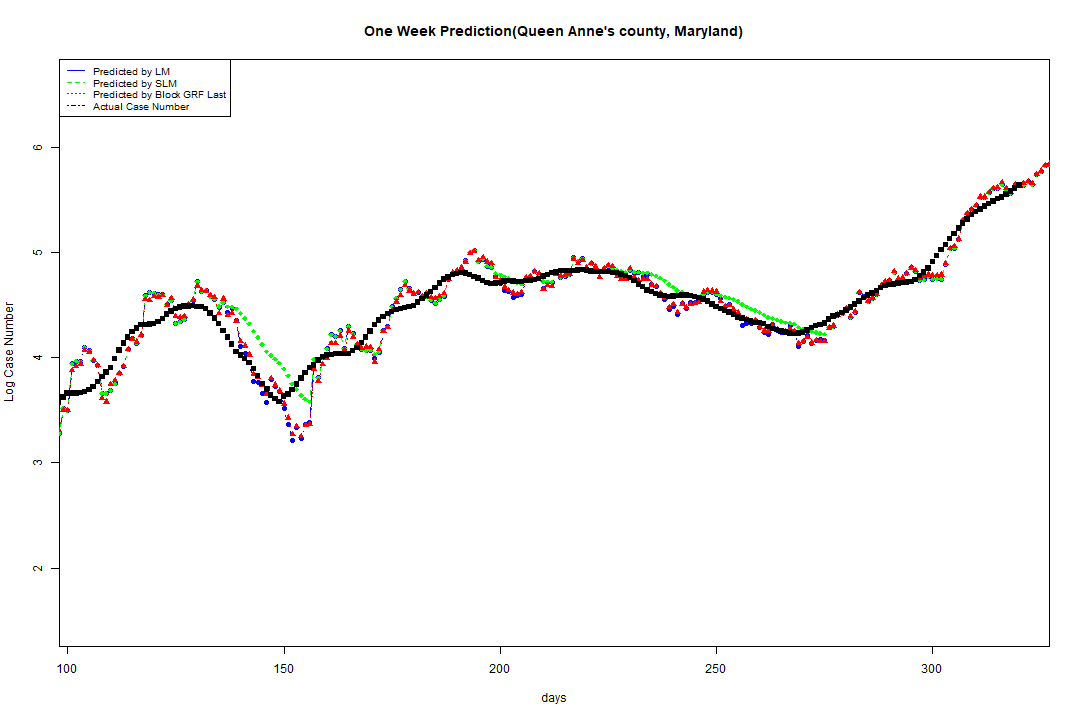 One Week Prediction(Queen Anne's county, Maryland)
Predicted by LM
Predicted by SLM
Predicted by Block GRF Last
Actual Case Number
Log Case Number
6
5
4
3
2
100 150 200 250 300
days